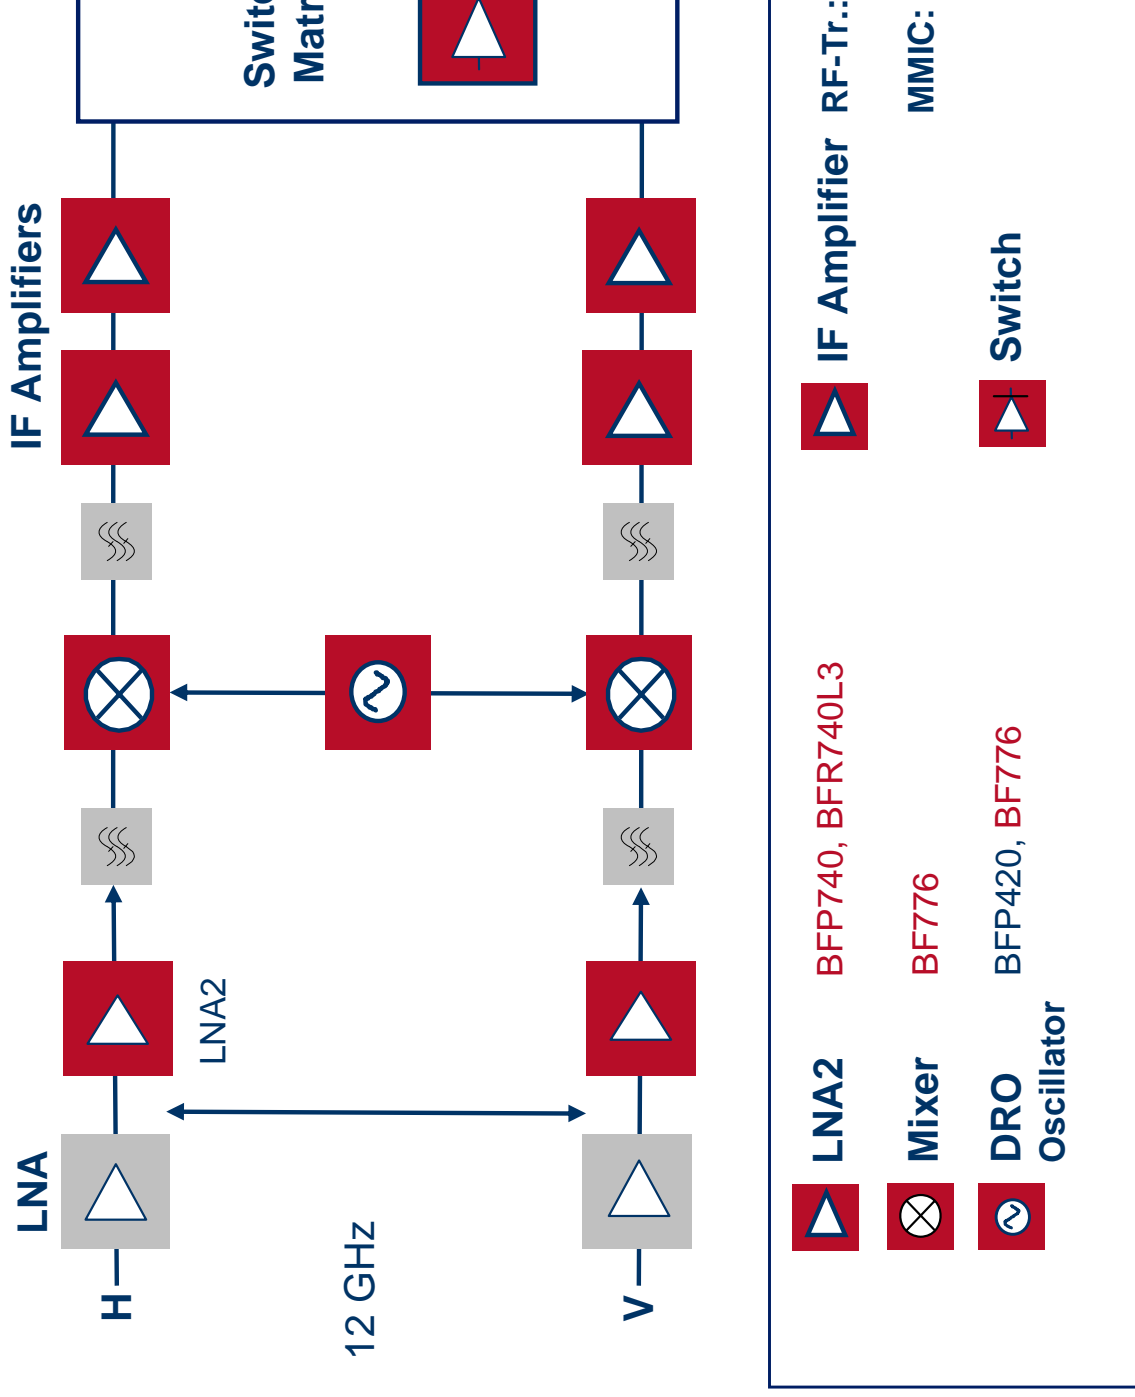 IF Amplifiers
LNA
LNA2
12 GHz
H
V
LNA2
BFP740, BFR740L3
IF Amplifier
RF-Tr.:
Mixer
BF776
MMIC:
DRO
Oscillator
BFP420, BF776
Switch